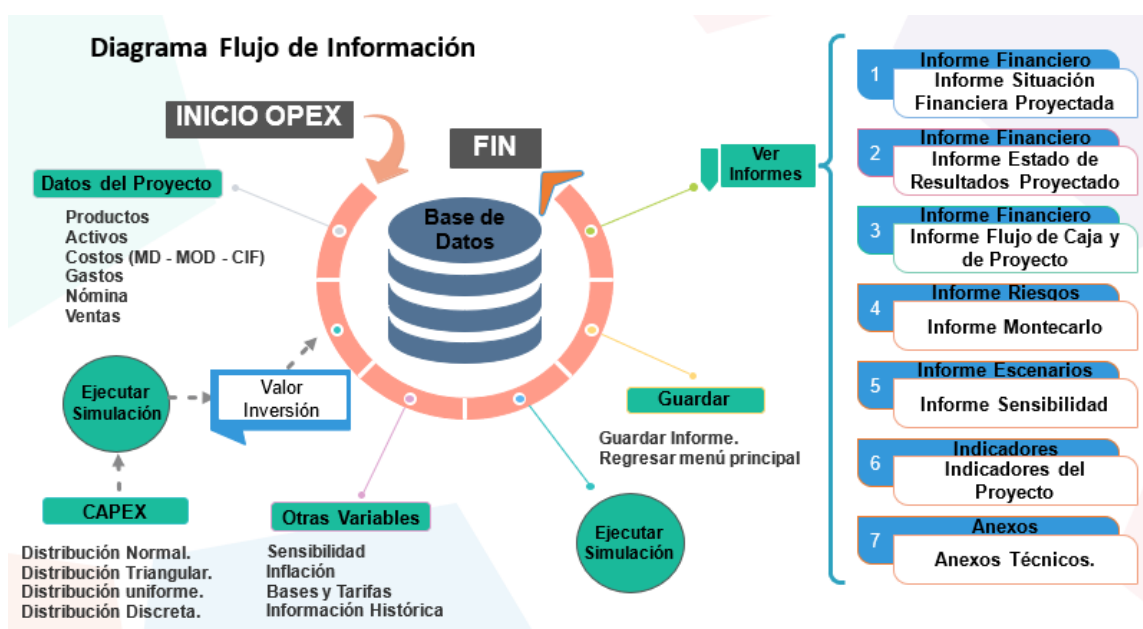 Diagrama Flujo de Información
INICIO OPEX
FIN
Base de
Datos
Datos del Proyecto
Productos
Activos
Costos (MD - MOD - CIF)
Gastos
Nómina
Ventas
Ejecutar
Simulación
Valor
Inversión
CAPEX
Distribución Normal.
Distribución Triangular.
Distribución uniforme.
Distribución Discreta.
Otras Variables
Sensibilidad
Inflación
Bases y Tarifas
Información Histórica
Ejecutar
Simulación
Guardar
Guardar Informe.
Regresar menú principal
Ver
Informes
1
Informe Financiero
Informe Situación
Financiera Proyectada
2
Informe Financiero
Informe Estado de
Resultados Proyectado
3
Informe Financiero
Informe Flujo de Caja y
de Proyecto
4
Informe Riesgos
Informe Montecarlo
5
Informe Escenarios
Informe Sensibilidad
6
Indicadores
Indicadores del
Proyecto
7
Anexos
Anexos Técnicos.